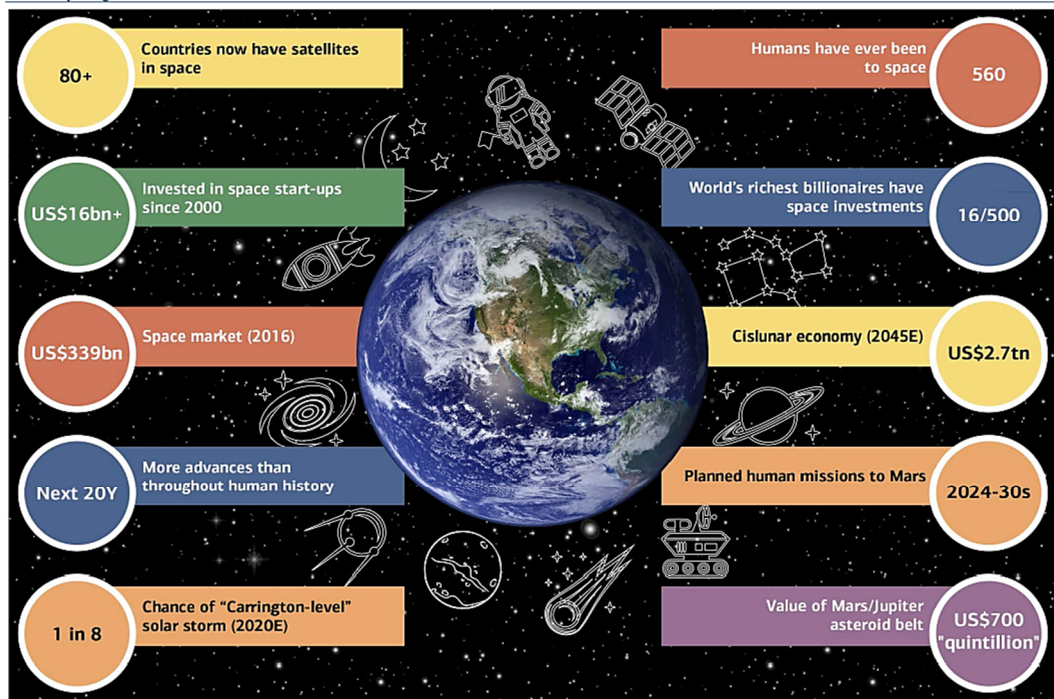 80+
Countries now have satellites
in space
Humans have ever been
to space
560
US$16bn+
Invested in space start-ups
since 2000
World's richest billionaires have
space investments
16/500
US$339bn
Space market (2016)
Cislunar economy (2045E)
US$2.7tn
Next 20Y
More advances than
throughout human history
Planned human missions to Mars
2024-30s
1 in 8
Chance of "Carrington-level"
solar storm (2020E)
Value of Mars/Jupiter
asteroid belt
US$700
"quintillion"